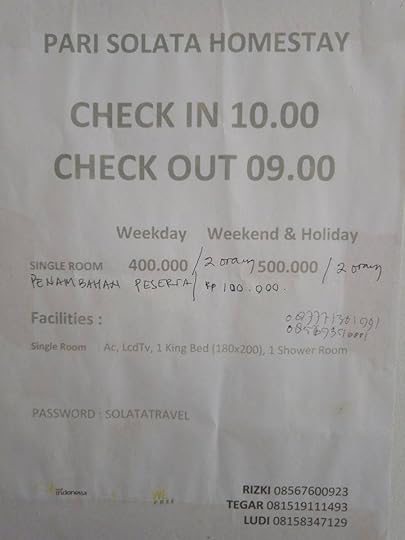 PARI SOLATA HOMESTAY
CHECK IN 10.00
CHECK OUT 09.00
Weekday Weekend & Holiday
SINGLE ROOM 400.000 / 2 orang 500.000 / 2 orang
PENAMBAHAN PESERTA / Rp 100.000.
Facilities :
Single Room : Ac, LcdTv, 1 King Bed (180x200), 1 Shower Room
PASSWORD : SOLATATRAVEL
indonesia
RIZKI 08567600923
TEGAR 081519111493
LUDI 08158347129